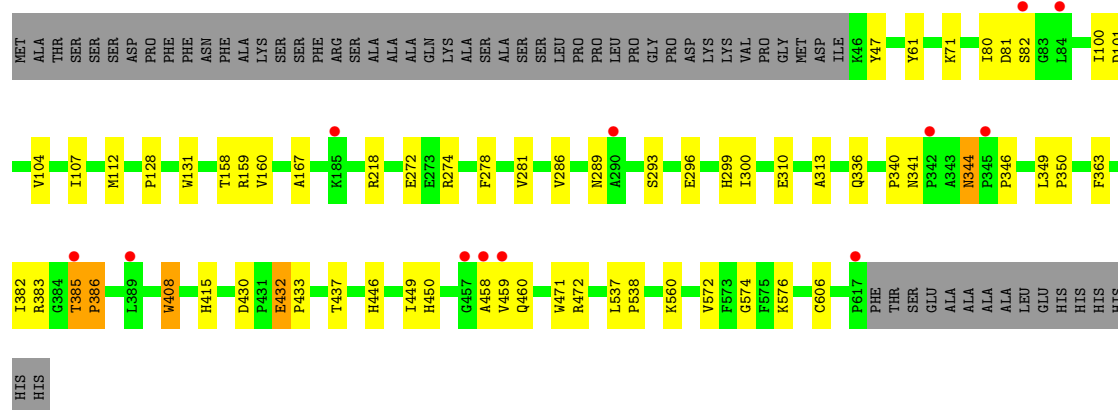 MET ALA THR SER SER SER ASP PRO PHE PHE ASN PHE ALA LYS SER SER PHE ARG SER ALA ALA ALA ALA GLN LYS ALA SER ALA SER SER LEU PRO PRO LEU PRO GLY PRO PRO ASP LYS LYS VAL PRO GLY MET ASP ILE K46 Y47 Y61 K71 I80 D81 S82 G83 L84 I100 D101
V104 I107 M112 P128 W131 T158 R159 V160 A167 K185 R218 E272 E273 R274 F278 V281 V286 N289 A290 S293 E296 H299 I300 E310 A313 Q336 P340 N341 P342 A343 N344 P345 P346 L349 P350 F363
I382 R383 G384 T385 P386 L389 W408 H415 D430 P431 E432 P433 T437 H446 I449 H450 G457 A458 V459 Q460 W471 R472 L537 P538 K560 V572 F573 G574 F575 K576 C606 P617 PHE THR SER GLU ALA ALA ALA ALA LEU GLU HIS HIS HIS HIS
HIS HIS